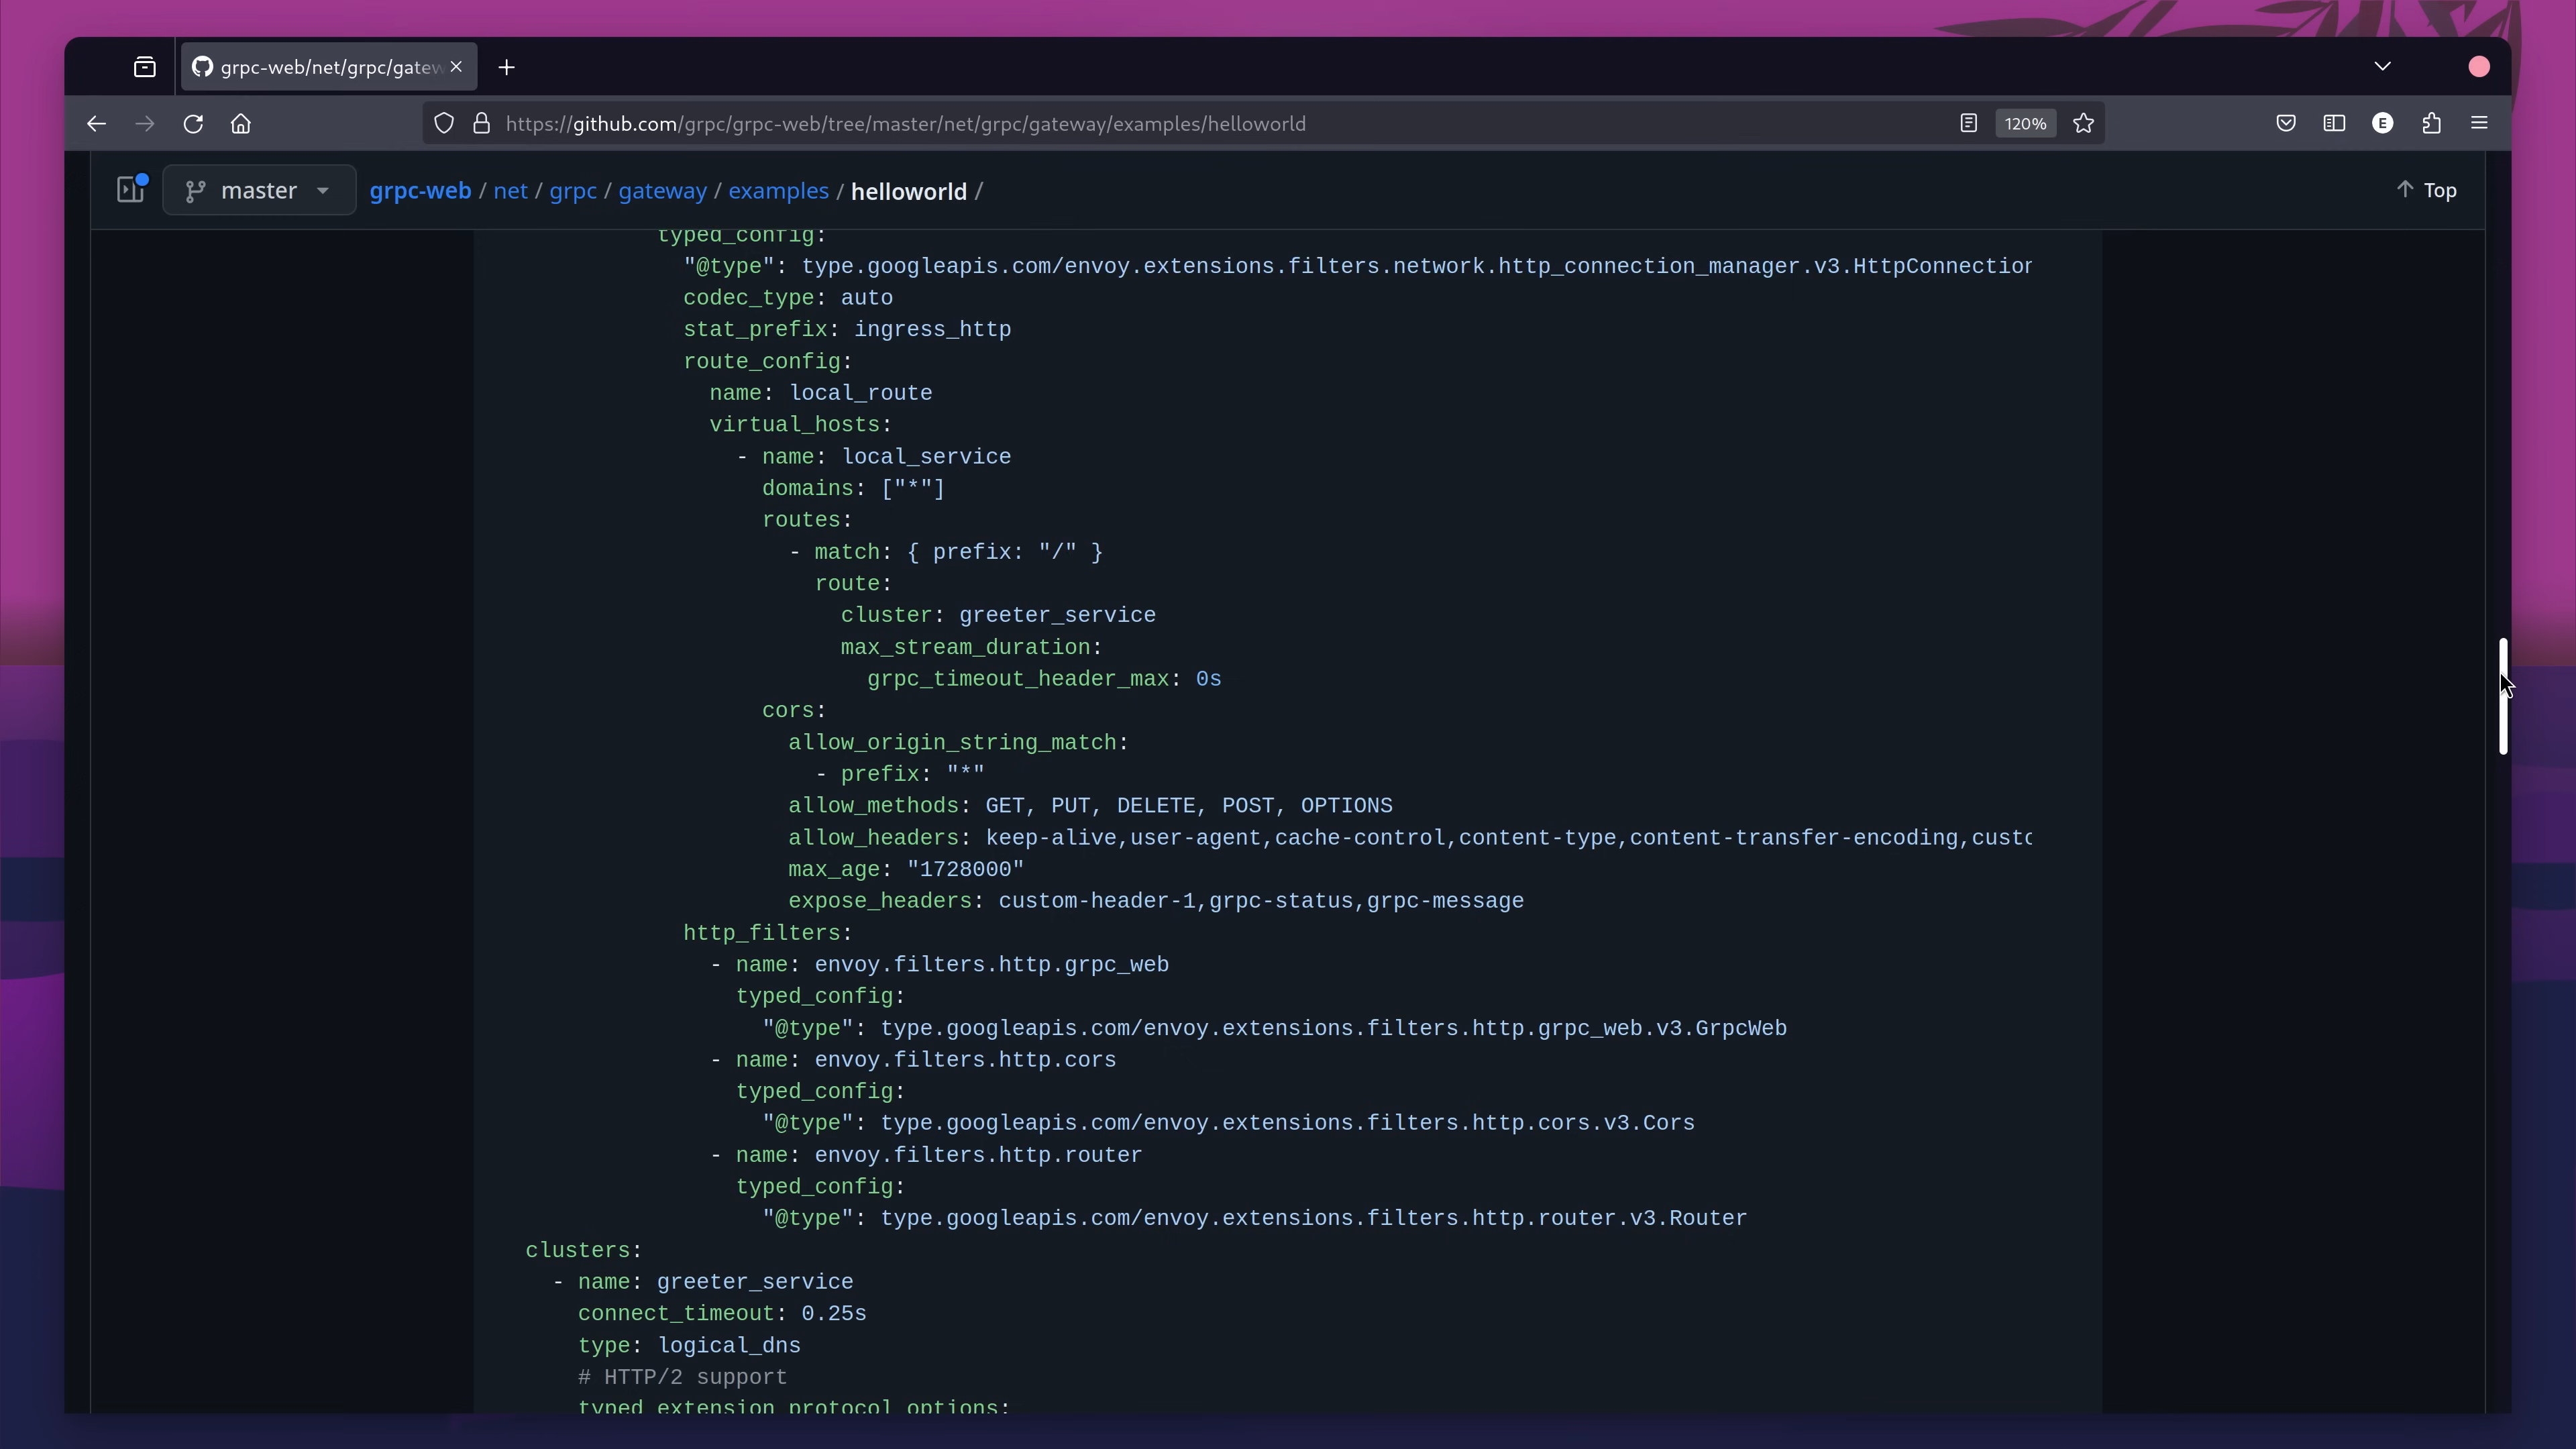 grpc-web/net/grpc/gatew
https://github.com/grpc/grpc-web/tree/master/net/grpc/gateway/examples/helloworld
120%
E
master
grpc-web / net / grpc / gateway / examples / helloworld /
Top
typed_config:
"@type": type.googleapis.com/envoy.extensions.filters.network.http_connection_manager.v3.HttpConnection
codec_type: auto
stat_prefix: ingress_http
route_config:
name: local_route
virtual_hosts:
- name: local_service
domains: ["*"]
routes:
- match: { prefix: "/" }
route:
cluster: greeter_service
max_stream_duration:
grpc_timeout_header_max: 0s
cors:
allow_origin_string_match:
- prefix: "*"
allow_methods: GET, PUT, DELETE, POST, OPTIONS
allow_headers: keep-alive,user-agent,cache-control,content-type,content-transfer-encoding,custo
max_age: "1728000"
expose_headers: custom-header-1,grpc-status,grpc-message
http_filters:
- name: envoy.filters.http.grpc_web
typed_config:
"@type": type.googleapis.com/envoy.extensions.filters.http.grpc_web.v3.GrpcWeb
- name: envoy.filters.http.cors
typed_config:
"@type": type.googleapis.com/envoy.extensions.filters.http.cors.v3.Cors
- name: envoy.filters.http.router
typed_config:
"@type": type.googleapis.com/envoy.extensions.filters.http.router.v3.Router
clusters:
- name: greeter_service
connect_timeout: 0.25s
type: logical_dns
# HTTP/2 support
typed_extension_protocol_options: